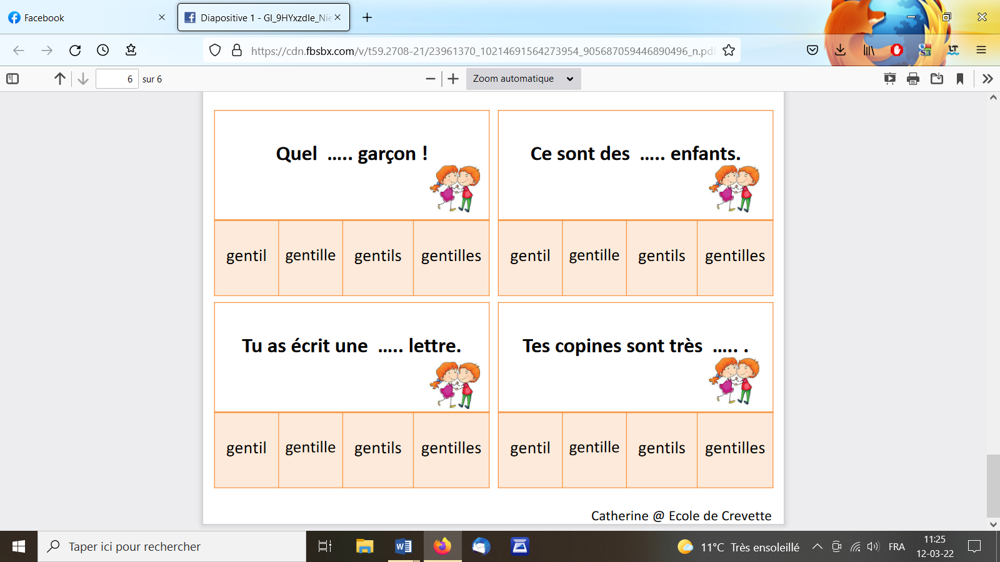 Facebook
Diapositive 1 - GI_9HYxzdIe_Nie
https://cdn.fbsbx.com/v/t59.2708-21/23961370_10214691564273954_905687059446890496_n.pdf
6 sur 6
Zoom automatique
Quel ..... garçon !
gentil gentille gentils gentilles
Ce sont des ..... enfants.
gentil gentille gentils gentilles
Tu as écrit une ..... lettre.
gentil gentille gentils gentilles
Tes copines sont très ..... .
gentil gentille gentils gentilles
Catherine @ Ecole de Crevette
Taper ici pour rechercher
11°C Très ensoleillé
FRA
11:25
12-03-22